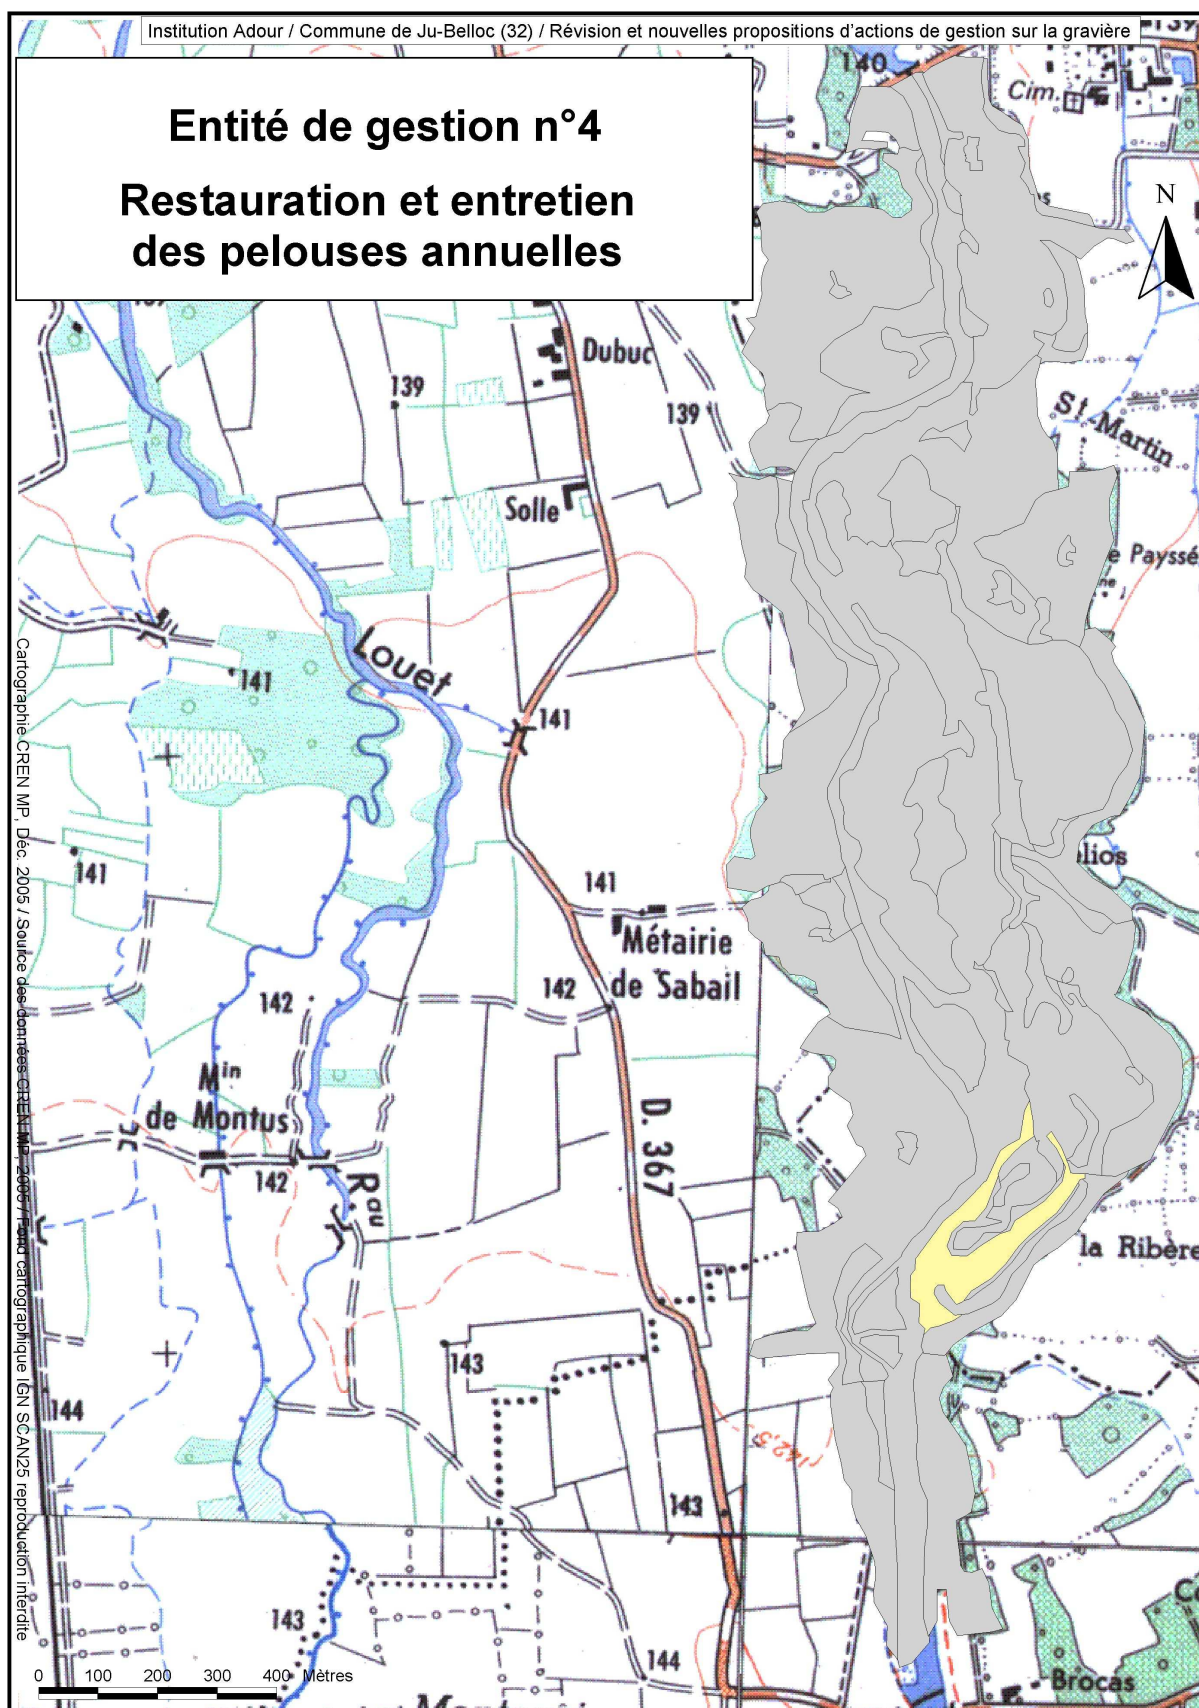 Institution Adour / Commune de Ju-Belloc (32) / Révision et nouvelles propositions d'actions de gestion sur la gravière
139
Entité de gestion n°4
Restauration et entretien
des pelouses annuelles
140
Cim.
N
Dubuc
139
139
St-Martin
Solle
Payssé
Louet
141
141
141
141
Métairie
de Sabail
142
142
Min
de Montus
142
Rau
D. 367
la Ribère
143
144
142,5
143
143
144
Brocas
0 100 200 300 400 Mètres
Cartographie CREN MP, Déc. 2005 / Source des données CREN MP, 2005 / Fond cartographique IGN SCAN25 reproduction interdite